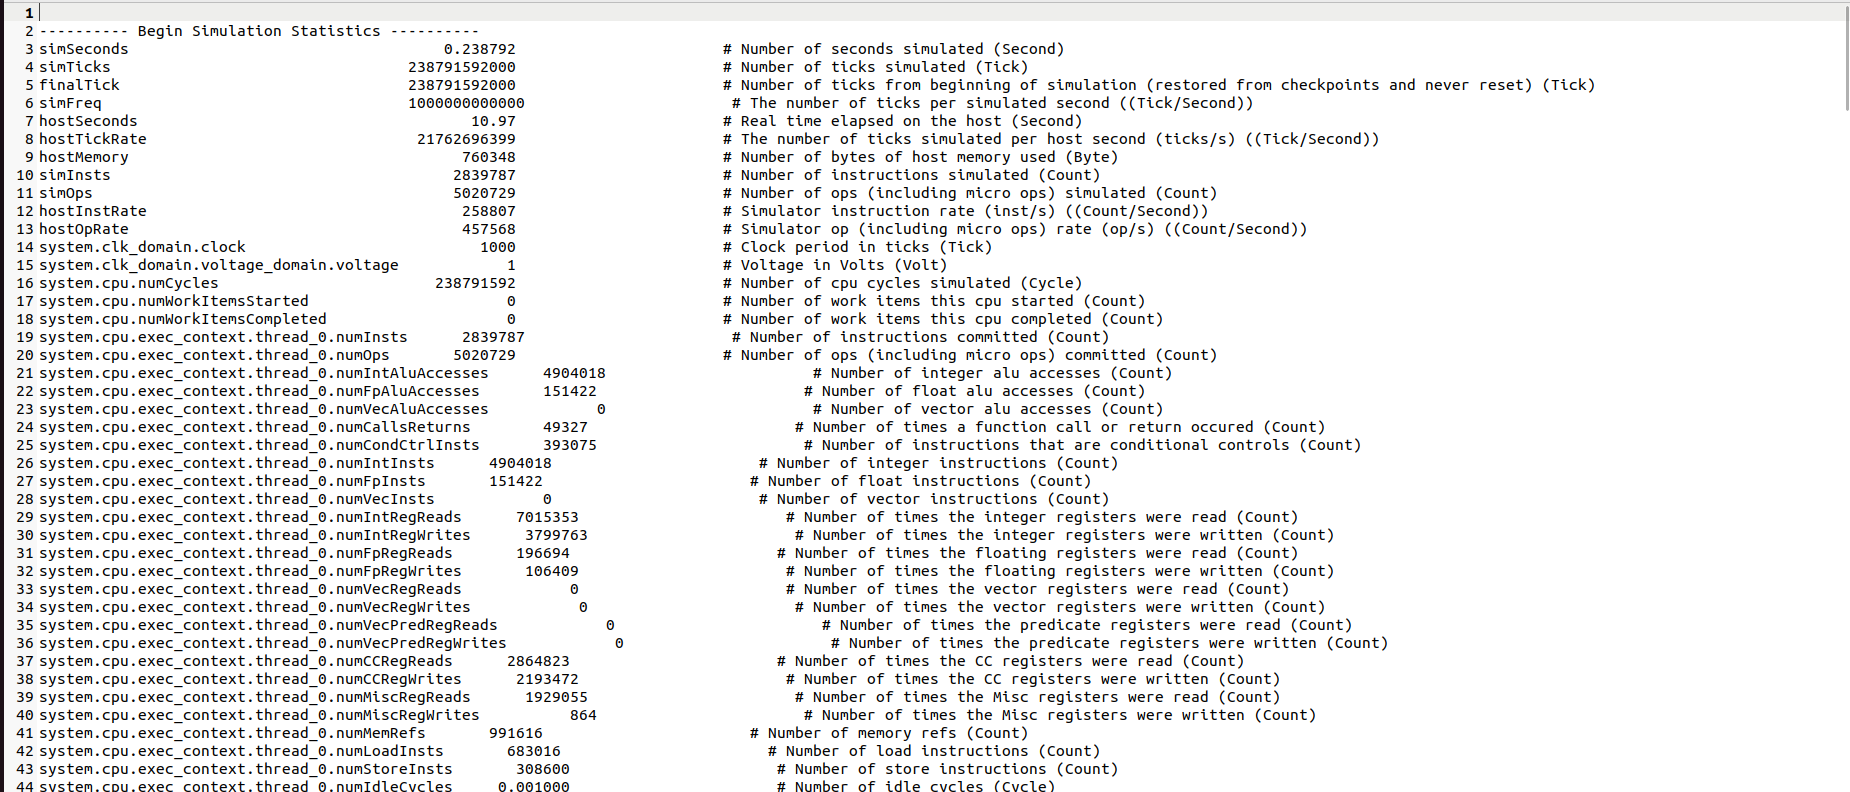 1
2 ---------- Begin Simulation Statistics ----------
3 simSeconds 0.238792 # Number of seconds simulated (Second)
4 simTicks 238791592000 # Number of ticks simulated (Tick)
5 finalTick 238791592000 # Number of ticks from beginning of simulation (restored from checkpoints and never reset) (Tick)
6 simFreq 1000000000000 # The number of ticks per simulated second ((Tick/Second))
7 hostSeconds 10.97 # Real time elapsed on the host (Second)
8 hostTickRate 21762696399 # The number of ticks simulated per host second (ticks/s) ((Tick/Second))
9 hostMemory 760348 # Number of bytes of host memory used (Byte)
10 simInsts 2839787 # Number of instructions simulated (Count)
11 simOps 5020729 # Number of ops (including micro ops) simulated (Count)
12 hostInstRate 258807 # Simulator instruction rate (inst/s) ((Count/Second))
13 hostOpRate 457568 # Simulator op (including micro ops) rate (op/s) ((Count/Second))
14 system.clk_domain.clock 1000 # Clock period in ticks (Tick)
15 system.clk_domain.voltage_domain.voltage 1 # Voltage in Volts (Volt)
16 system.cpu.numCycles 238791592 # Number of cpu cycles simulated (Cycle)
17 system.cpu.numWorkItemsStarted 0 # Number of work items this cpu started (Count)
18 system.cpu.numWorkItemsCompleted 0 # Number of work items this cpu completed (Count)
19 system.cpu.exec_context.thread_0.numInsts 2839787 # Number of instructions committed (Count)
20 system.cpu.exec_context.thread_0.numOps 5020729 # Number of ops (including micro ops) committed (Count)
21 system.cpu.exec_context.thread_0.numIntAluAccesses 4904018 # Number of integer alu accesses (Count)
22 system.cpu.exec_context.thread_0.numFpAluAccesses 151422 # Number of float alu accesses (Count)
23 system.cpu.exec_context.thread_0.numVecAluAccesses 0 # Number of vector alu accesses (Count)
24 system.cpu.exec_context.thread_0.numCallsReturns 49327 # Number of times a function call or return occured (Count)
25 system.cpu.exec_context.thread_0.numCondCtrlInsts 393075 # Number of instructions that are conditional controls (Count)
26 system.cpu.exec_context.thread_0.numIntInsts 4904018 # Number of integer instructions (Count)
27 system.cpu.exec_context.thread_0.numFpInsts 151422 # Number of float instructions (Count)
28 system.cpu.exec_context.thread_0.numVecInsts 0 # Number of vector instructions (Count)
29 system.cpu.exec_context.thread_0.numIntRegReads 7015353 # Number of times the integer registers were read (Count)
30 system.cpu.exec_context.thread_0.numIntRegWrites 3799763 # Number of times the integer registers were written (Count)
31 system.cpu.exec_context.thread_0.numFpRegReads 196694 # Number of times the floating registers were read (Count)
32 system.cpu.exec_context.thread_0.numFpRegWrites 106409 # Number of times the floating registers were written (Count)
33 system.cpu.exec_context.thread_0.numVecRegReads 0 # Number of times the vector registers were read (Count)
34 system.cpu.exec_context.thread_0.numVecRegWrites 0 # Number of times the vector registers were written (Count)
35 system.cpu.exec_context.thread_0.numVecPredRegReads 0 # Number of times the predicate registers were read (Count)
36 system.cpu.exec_context.thread_0.numVecPredRegWrites 0 # Number of times the predicate registers were written (Count)
37 system.cpu.exec_context.thread_0.numCCRegReads 2864823 # Number of times the CC registers were read (Count)
38 system.cpu.exec_context.thread_0.numCCRegWrites 2193472 # Number of times the CC registers were written (Count)
39 system.cpu.exec_context.thread_0.numMiscRegReads 1929055 # Number of times the Misc registers were read (Count)
40 system.cpu.exec_context.thread_0.numMiscRegWrites 864 # Number of times the Misc registers were written (Count)
41 system.cpu.exec_context.thread_0.numMemRefs 991616 # Number of memory refs (Count)
42 system.cpu.exec_context.thread_0.numLoadInsts 683016 # Number of load instructions (Count)
43 system.cpu.exec_context.thread_0.numStoreInsts 308600 # Number of store instructions (Count)
44 system.cpu.exec_context.thread_0.numIdleCycles 0.001000 # Number of idle cycles (Cycle)